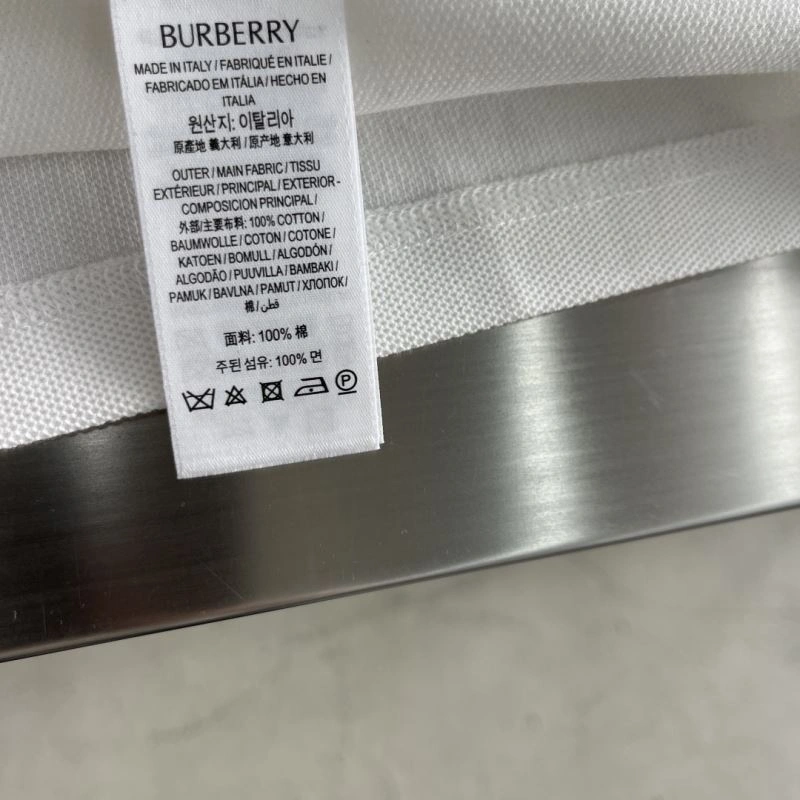 BURBERRY
MADE IN ITALY / FABRIQUÉ EN ITALIE /
FABRICADO EM ITÁLIA / HECHO EN
ITALIA
원산지: 이탈리아
原產地 義大利 / 原产地 意大利
OUTER / MAIN FABRIC / TISSU
EXTÉRIEUR / PRINCIPAL / EXTERIOR -
COMPOSICION PRINCIPAL /
外部/主要布料: 100% COTTON /
BAUMWOLLE / COTON / COTONE /
KATOEN / BOMULL / ALGODÓN /
ALGODÃO / PUUVILLA / BAMBAKI /
PAMUK / BAVLNA / PAMUT / ХЛОПОК /
棉 / قطن
面料: 100% 棉
주된 섬유: 100% 면
P